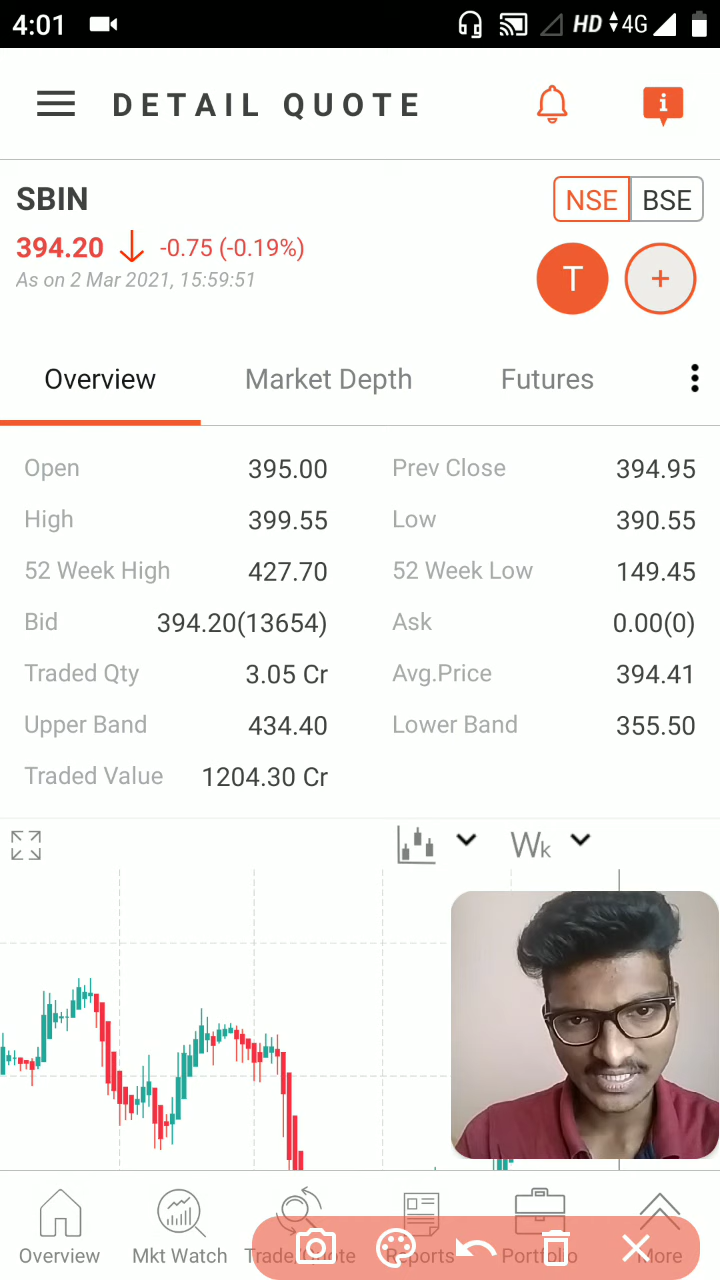 4:01 HD 4G
DETAIL QUOTE i
SBIN NSE BSE
394.20 -0.75 (-0.19%)
As on 2 Mar 2021, 15:59:51 T +
Overview Market Depth Futures
Open 395.00 Prev Close 394.95
High 399.55 Low 390.55
52 Week High 427.70 52 Week Low 149.45
Bid 394.20(13654) Ask 0.00(0)
Traded Qty 3.05 Cr Avg.Price 394.41
Upper Band 434.40 Lower Band 355.50
Traded Value 1204.30 Cr
Wk
Overview Mkt Watch Trade/Quote Reports Portfolio More